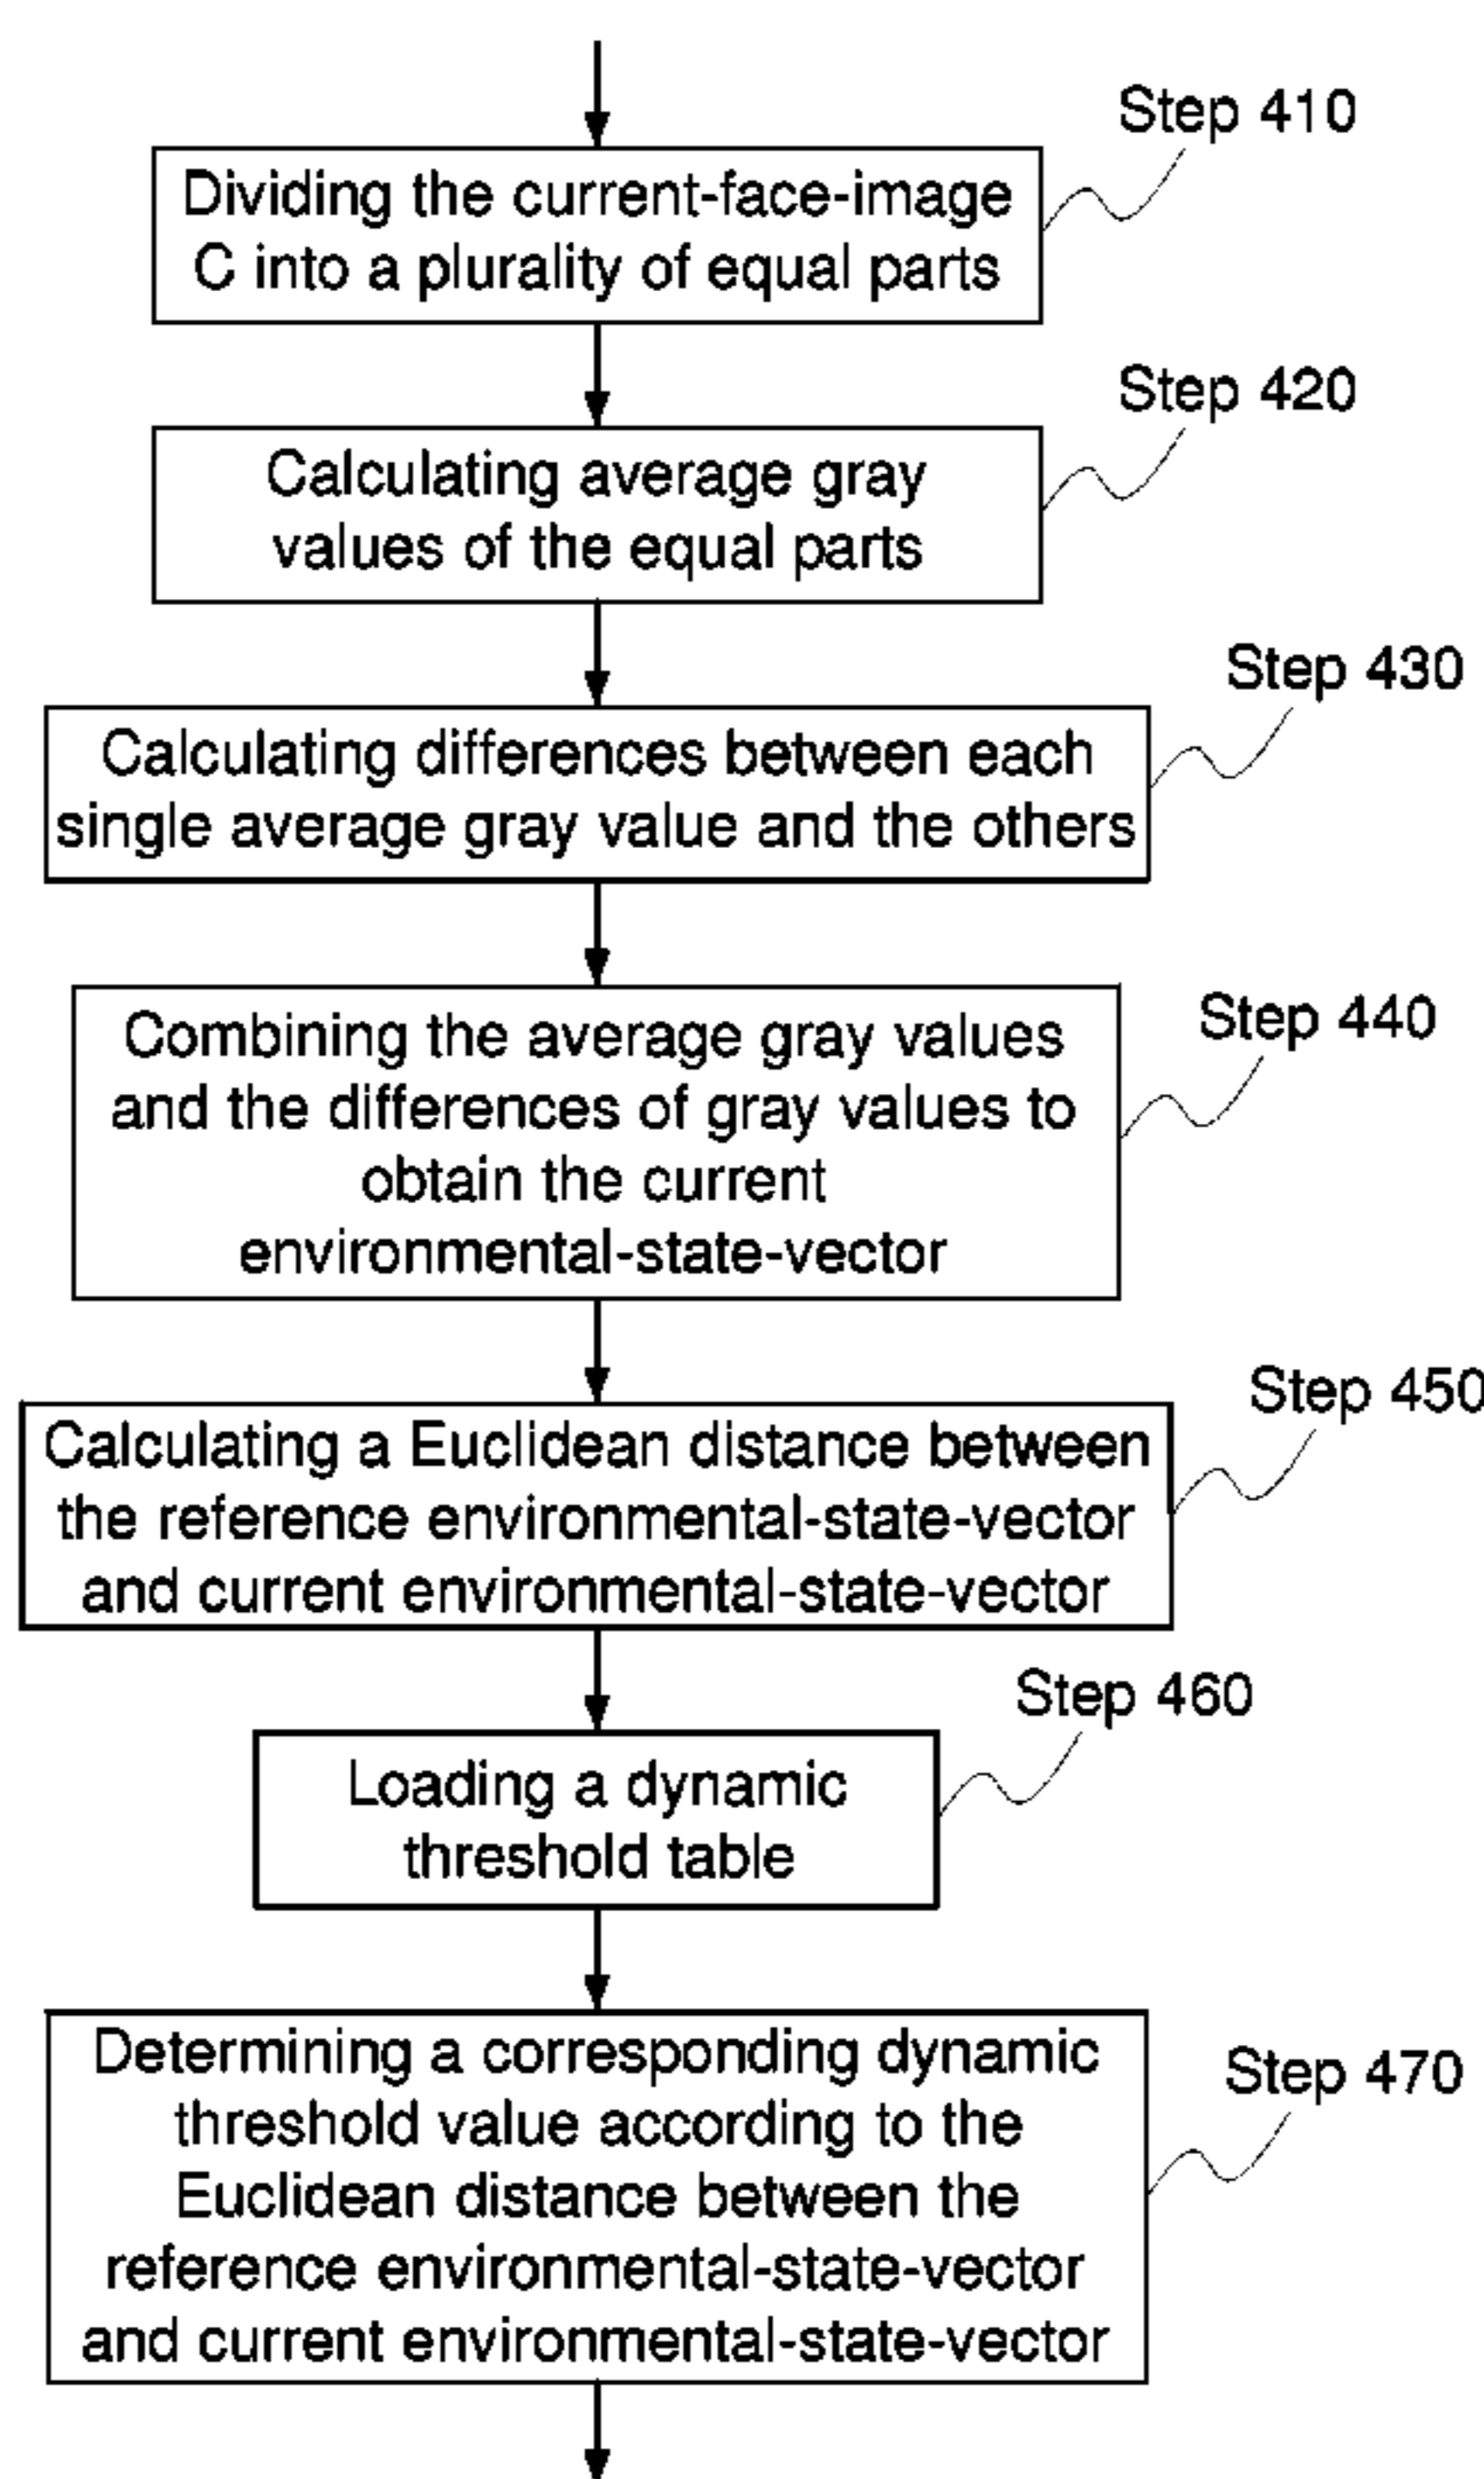 Step 410
Dividing the current-face-image
C into a plurality of equal parts
Step 420
Calculating average gray
values of the equal parts
Step 430
Calculating differences between each
single average gray value and the others
Step 440
Combining the average gray values
and the differences of gray values to
obtain the current
environmental-state-vector
Step 450
Calculating a Euclidean distance between
the reference environmental-state-vector
and current environmental-state-vector
Step 460
Loading a dynamic
threshold table
Step 470
Determining a corresponding dynamic
threshold value according to the
Euclidean distance between the
reference environmental-state-vector
and current environmental-state-vector